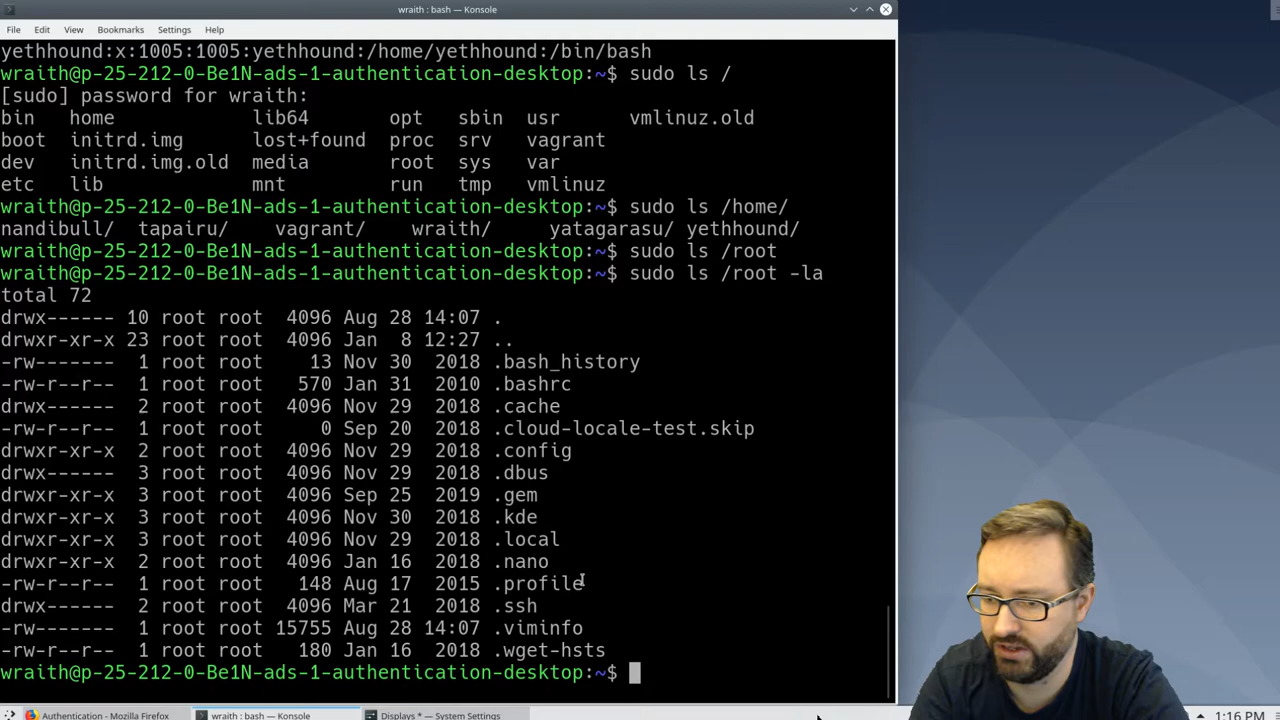 wraith : bash — Konsole
File Edit View Bookmarks Settings Help
yethhound:x:1005:1005:yethhound:/home/yethhound:/bin/bash
wraith@p-25-212-0-Be1N-ads-1-authentication-desktop:~$ sudo ls /
[sudo] password for wraith:
bin home lib64 opt sbin usr vmlinuz.old
boot initrd.img lost+found proc srv vagrant
dev initrd.img.old media root sys var
etc lib mnt run tmp vmlinuz
wraith@p-25-212-0-Be1N-ads-1-authentication-desktop:~$ sudo ls /home/
nandibull/ tapairu/ vagrant/ wraith/ yatagarasu/ yethhound/
wraith@p-25-212-0-Be1N-ads-1-authentication-desktop:~$ sudo ls /root
wraith@p-25-212-0-Be1N-ads-1-authentication-desktop:~$ sudo ls /root -la
total 72
drwx------ 10 root root 4096 Aug 28 14:07 .
drwxr-xr-x 23 root root 4096 Jan 8 12:27 ..
-rw------- 1 root root 13 Nov 30 2018 .bash_history
-rw-r--r-- 1 root root 570 Jan 31 2010 .bashrc
drwx------ 2 root root 4096 Nov 29 2018 .cache
-rw-r--r-- 1 root root 0 Sep 20 2018 .cloud-locale-test.skip
drwxr-xr-x 2 root root 4096 Nov 29 2018 .config
drwx------ 3 root root 4096 Nov 29 2018 .dbus
drwxr-xr-x 3 root root 4096 Sep 25 2019 .gem
drwxr-xr-x 3 root root 4096 Nov 30 2018 .kde
drwxr-xr-x 3 root root 4096 Nov 29 2018 .local
drwxr-xr-x 2 root root 4096 Jan 16 2018 .nano
-rw-r--r-- 1 root root 148 Aug 17 2015 .profile
drwx------ 2 root root 4096 Mar 21 2018 .ssh
-rw------- 1 root root 15755 Aug 28 14:07 .viminfo
-rw-r--r-- 1 root root 180 Jan 16 2018 .wget-hsts
wraith@p-25-212-0-Be1N-ads-1-authentication-desktop:~$
Authentication - Mozilla Firefox wraith : bash — Konsole Displays * — System Settings 1:16 PM